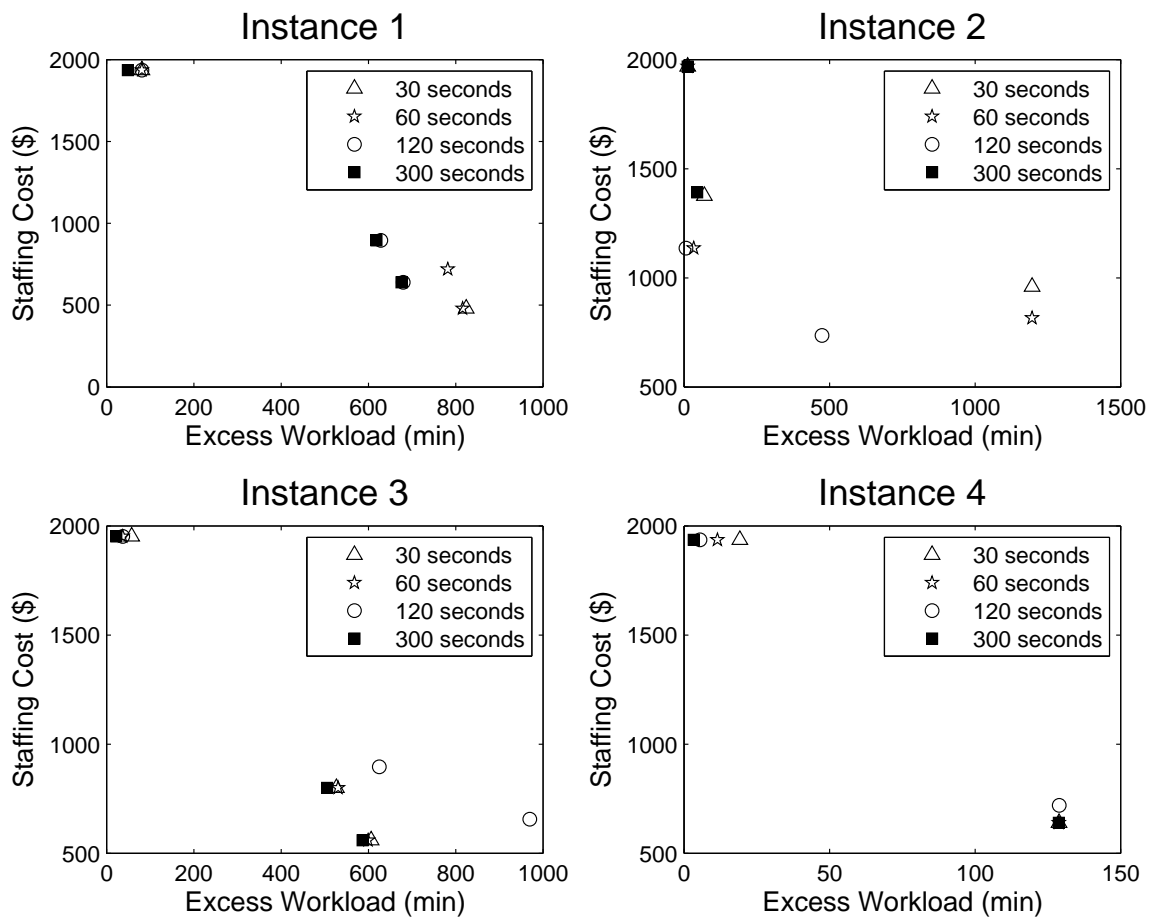 Instance 1
2000
1500
1000
500
0
Staffing Cost ($)
30 seconds
60 seconds
120 seconds
300 seconds
0 200 400 600 800 1000
Excess Workload (min)
Instance 2
2000
1500
1000
500
Staffing Cost ($)
30 seconds
60 seconds
120 seconds
300 seconds
0 500 1000 1500
Excess Workload (min)
Instance 3
2000
1500
1000
500
Staffing Cost ($)
30 seconds
60 seconds
120 seconds
300 seconds
0 200 400 600 800 1000
Excess Workload (min)
Instance 4
2000
1500
1000
500
Staffing Cost ($)
30 seconds
60 seconds
120 seconds
300 seconds
0 50 100 150
Excess Workload (min)